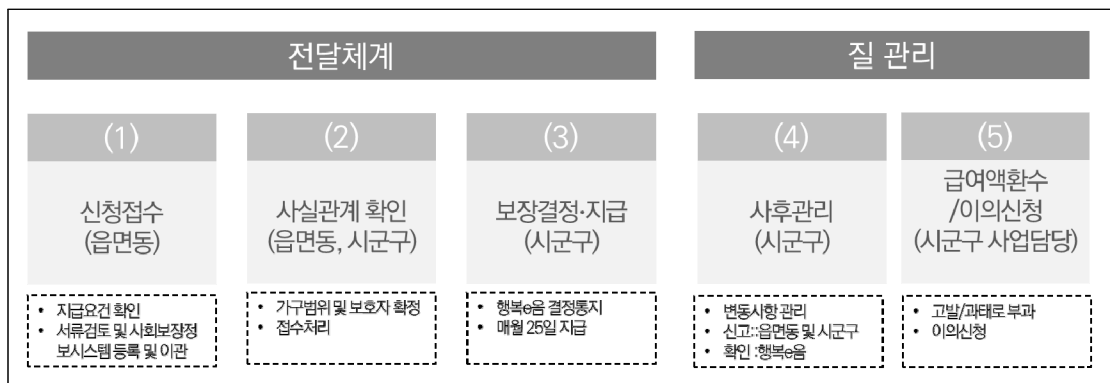 전달체계
질 관리
(1)
신청접수
(읍면동)
• 지급요건 확인
• 서류검토 및 사회보장정
보시스템 등록 및 이관
(2)
사실관계 확인
(읍면동, 시군구)
• 가구범위 및 보호자 확정
• 접수처리
(3)
보장결정·지급
(시군구)
• 행복e음 결정통지
• 매월 25일 지급
(4)
사후관리
(시군구)
• 변동사항 관리
• 신고::읍면동 및 시군구
• 확인 :행복e음
(5)
급여액환수
/이의신청
(시군구 사업담당)
• 고발/과태로 부과
• 이의신청